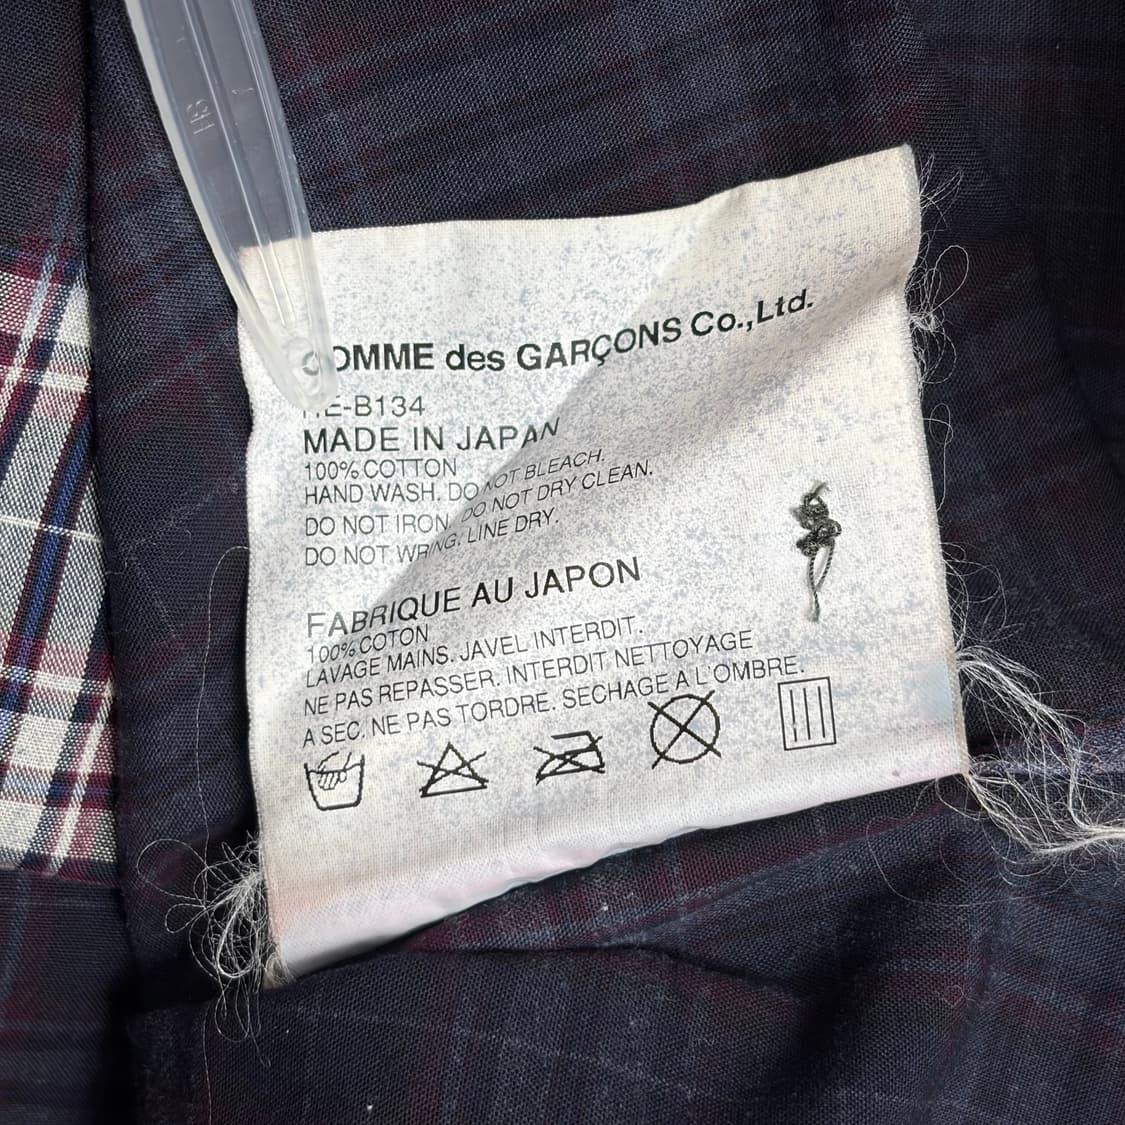 COMME des GARÇONS Co.,Ltd.
E-B134
MADE IN JAPAN
100% COTTON
HAND WASH. DO NOT BLEACH.
DO NOT IRON. DO NOT DRY CLEAN.
DO NOT WRING. LINE DRY.
FABRIQUE AU JAPON
100% COTON
LAVAGE MAINS. JAVEL INTERDIT.
NE PAS REPASSER. INTERDIT NETTOYAGE
A SEC. NE PAS TORDRE. SECHAGE A L'OMBRE.